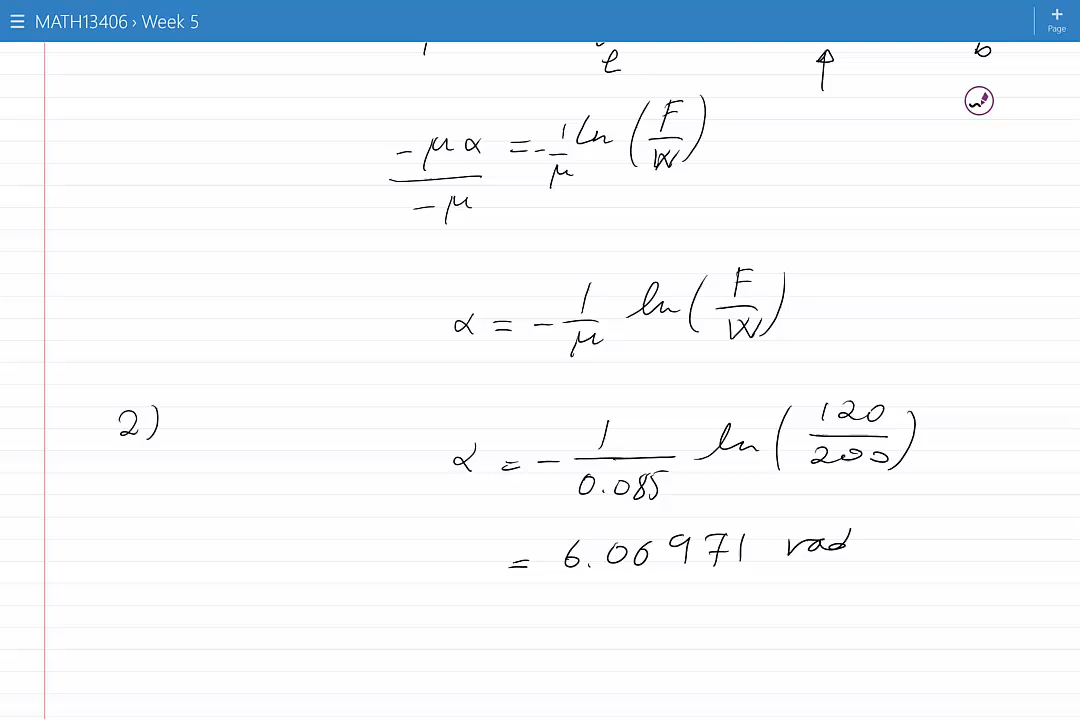 ☰ MATH13406 › Week 5
+
Page
e ↑ b
-μα/-μ = -1/μ ln (F/W)
α = -1/μ ln (F/W)
2) α = -1/0.085 ln (120/200)
= 6.00971 rad